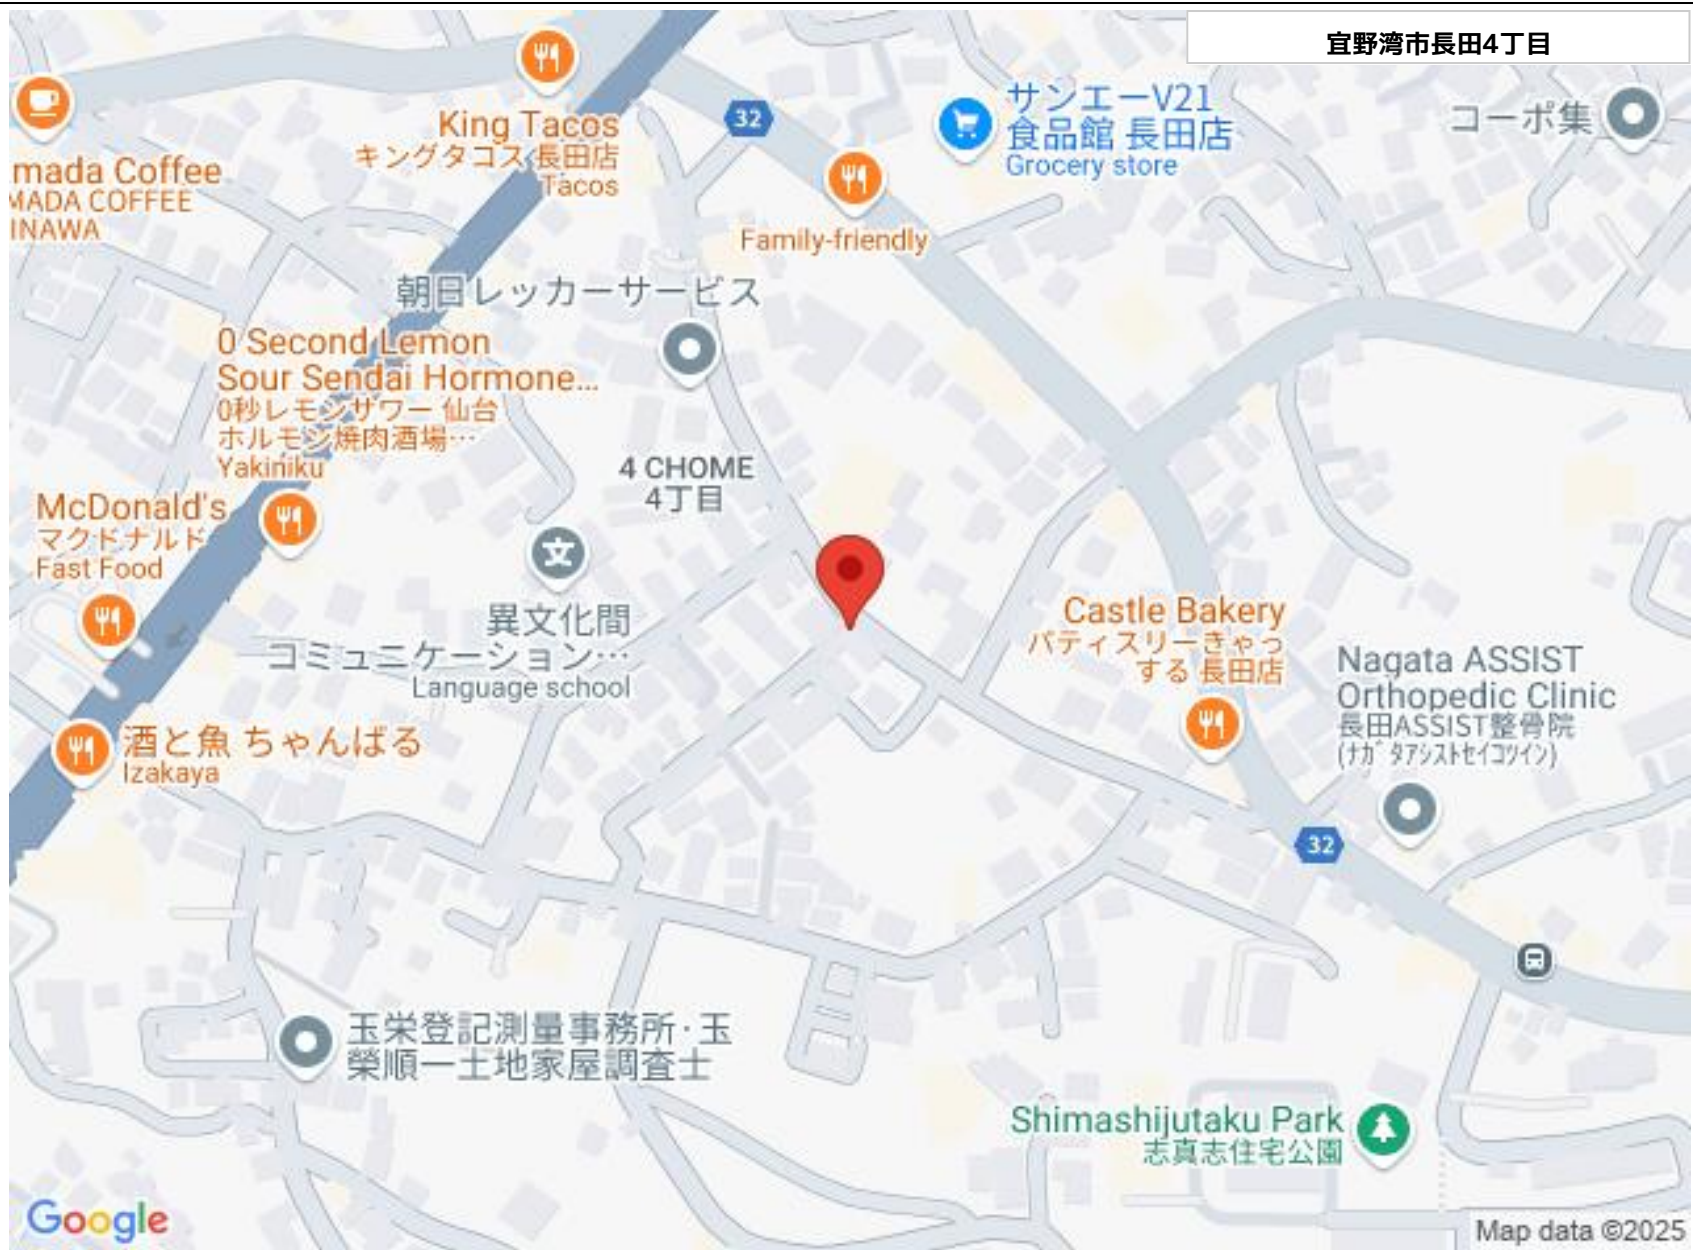 宜野湾市長田4丁目
King Tacos
キングタコス 長田店
Tacos
32
サンエーV21
食品館 長田店
Grocery store
コーポ集
mada Coffee
MADA COFFEE
INAWA
Family-friendly
朝日レッカーサービス
0 Second Lemon
Sour Sendai Hormone...
0秒レモンサワー 仙台
ホルモン焼肉酒場…
Yakiniku
4 CHOME
4丁目
McDonald's
マクドナルド
Fast Food
文
異文化間
コミュニケーション…
Language school
Castle Bakery
パティスリーきゃっ
する 長田店
Nagata ASSIST
Orthopedic Clinic
長田ASSIST整骨院
(ナガタアシストセイコツイン)
酒と魚 ちゃんばる
Izakaya
32
玉栄登記測量事務所·玉
榮順一土地家屋調査士
Shimashijutaku Park
志真志住宅公園
Google
Map data ©2025